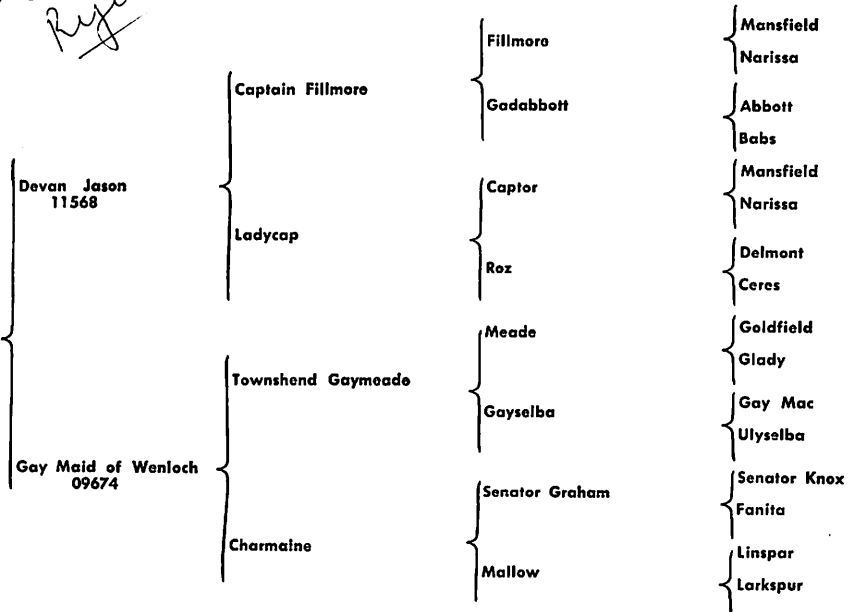 Fillmore
Mansfield
Narissa
Captain Fillmore
Gadabbott
Abbott
Babs
Devan Jason
11568
Captor
Mansfield
Narissa
Ladycap
Roz
Delmont
Ceres
Meade
Goldfield
Glady
Townshend Gaymeade
Gayselba
Gay Mac
Ulyselba
Gay Maid of Wenloch
09674
Senator Graham
Senator Knox
Fanita
Charmaine
Mallow
Linspar
Larkspur